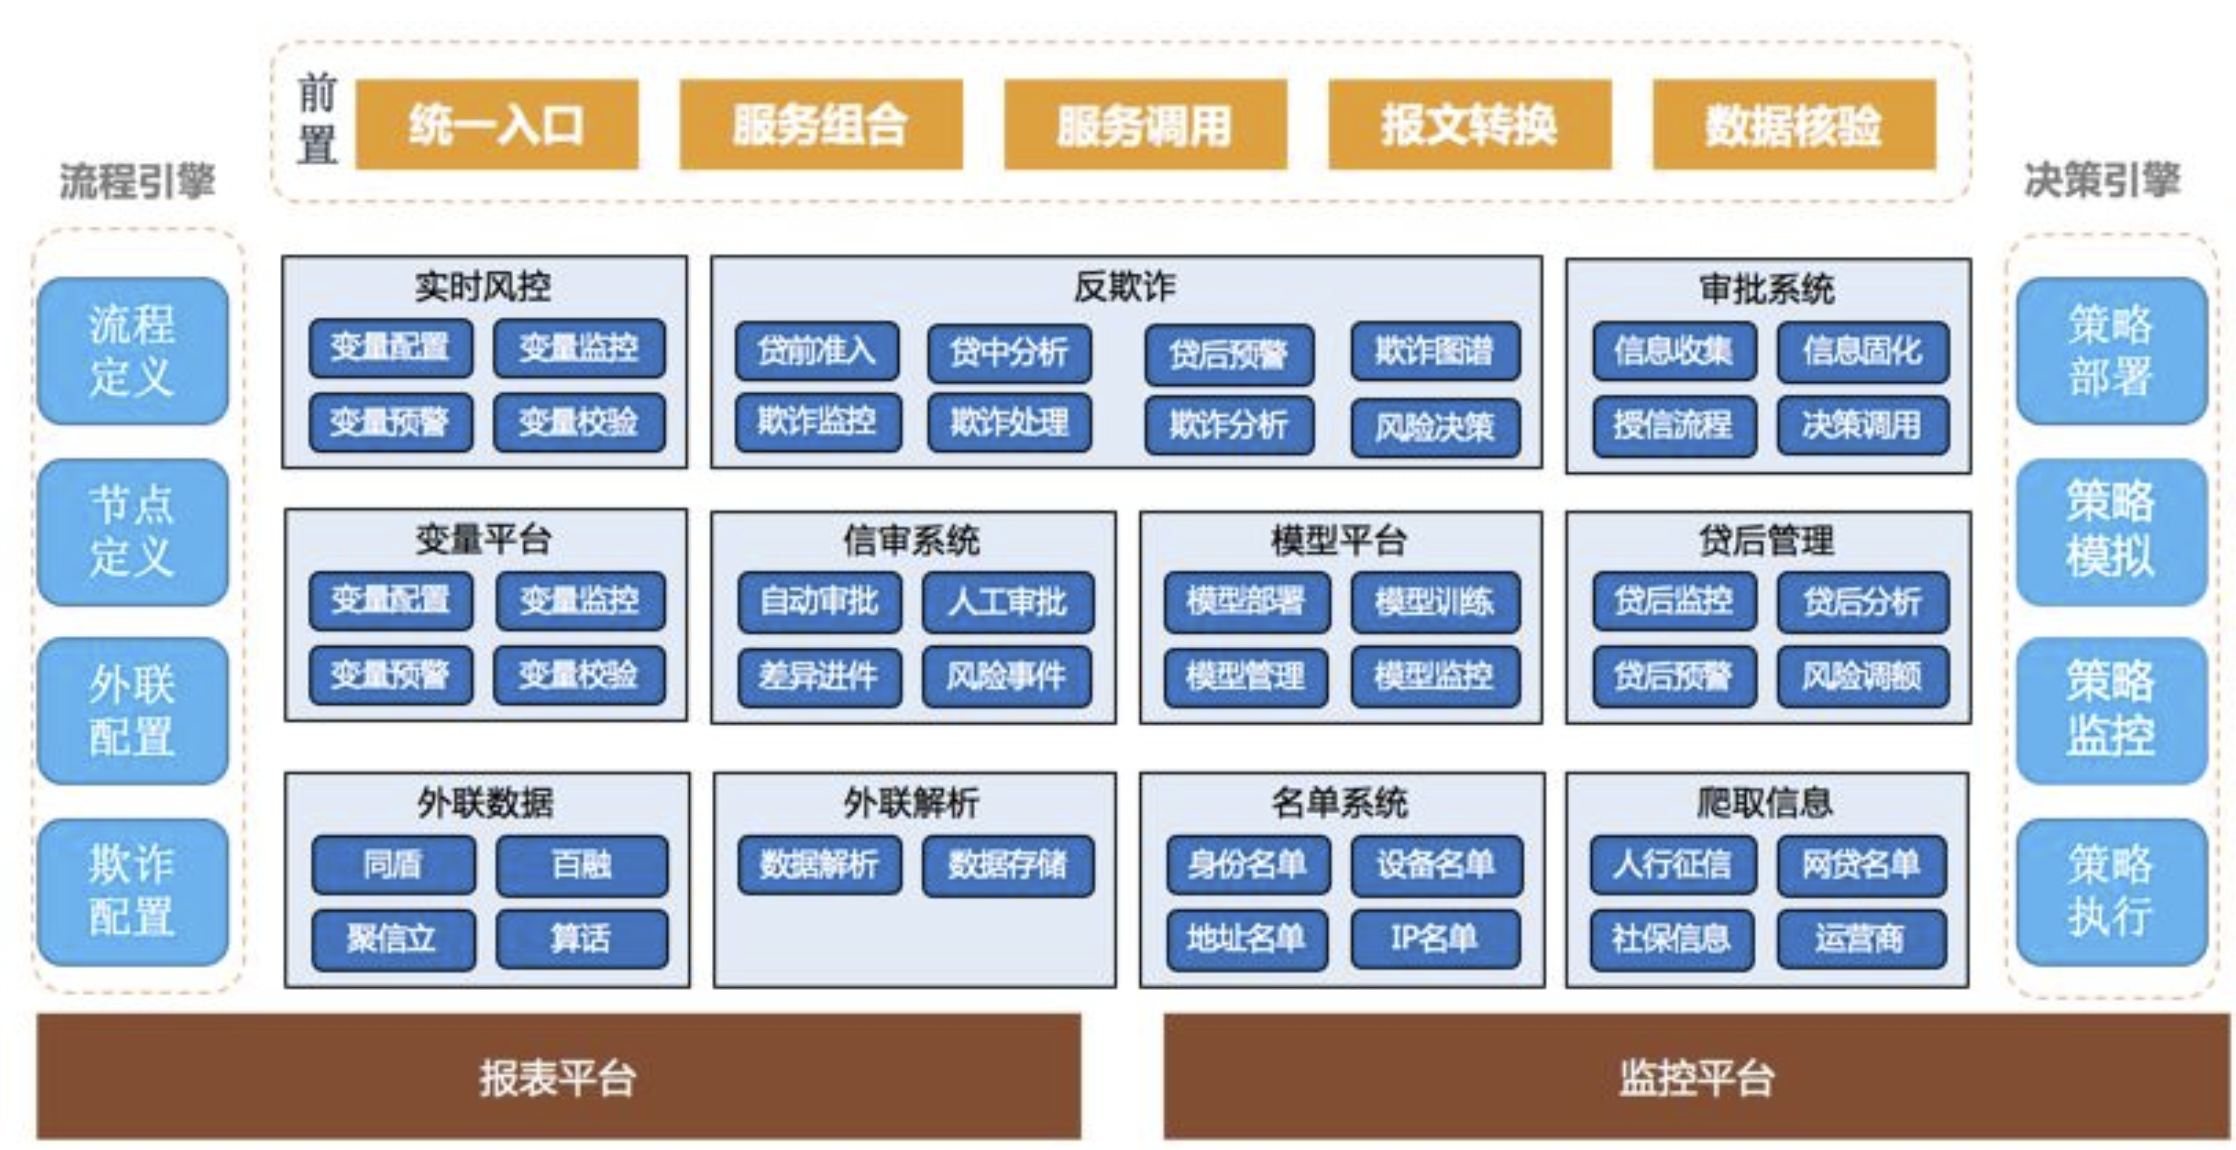 前置
统一入口
服务组合
服务调用
报文转换
数据核验
流程引擎
流程
定义
节点
定义
外联
配置
欺诈
配置
实时风控
变量配置 变量监控
变量预警 变量校验
反欺诈
贷前准入 贷中分析 贷后预警 欺诈图谱
欺诈监控 欺诈处理 欺诈分析 风险决策
审批系统
信息收集 信息固化
授信流程 决策调用
变量平台
变量配置 变量监控
变量预警 变量校验
信审系统
自动审批 人工审批
差异进件 风险事件
模型平台
模型部署 模型训练
模型管理 模型监控
贷后管理
贷后监控 贷后分析
贷后预警 风险调额
外联数据
同盾 百融
聚信立 算话
外联解析
数据解析 数据存储
名单系统
身份名单 设备名单
地址名单 IP名单
爬取信息
人行征信 网贷名单
社保信息 运营商
决策引擎
策略
部署
策略
模拟
策略
监控
策略
执行
报表平台
监控平台